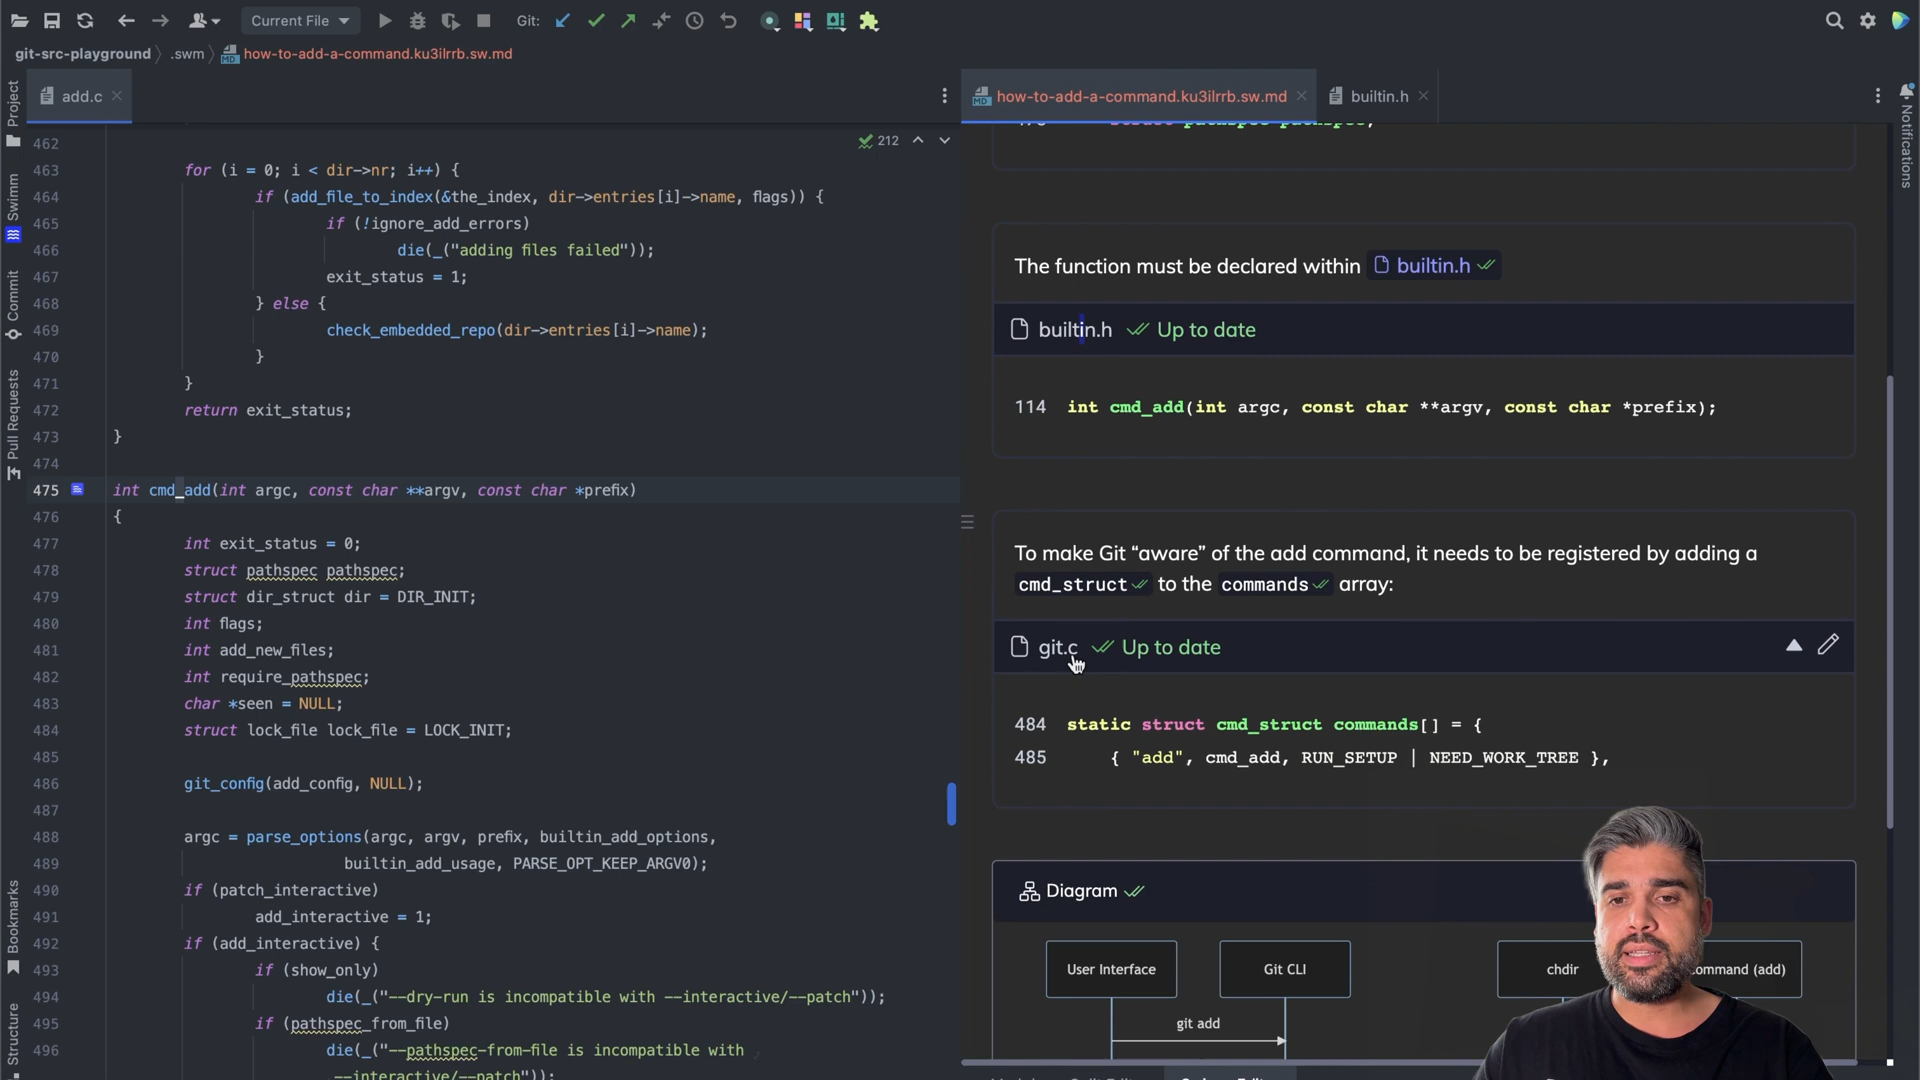 Current File
Git:
git-src-playground
.swm
how-to-add-a-command.ku3ilrrb.sw.md
Project
Swimm
Commit
Pull Requests
Bookmarks
Structure
add.c
212
462
463 for (i = 0; i < dir->nr; i++) {
464 if (add_file_to_index(&the_index, dir->entries[i]->name, flags)) {
465 if (!ignore_add_errors)
466 die(_("adding files failed"));
467 exit_status = 1;
468 } else {
469 check_embedded_repo(dir->entries[i]->name);
470 }
471 }
472 return exit_status;
473 }
474
475 int cmd_add(int argc, const char **argv, const char *prefix)
476 {
477 int exit_status = 0;
478 struct pathspec pathspec;
479 struct dir_struct dir = DIR_INIT;
480 int flags;
481 int add_new_files;
482 int require_pathspec;
483 char *seen = NULL;
484 struct lock_file lock_file = LOCK_INIT;
485
486 git_config(add_config, NULL);
487
488 argc = parse_options(argc, argv, prefix, builtin_add_options,
489 builtin_add_usage, PARSE_OPT_KEEP_ARGV0);
490 if (patch_interactive)
491 add_interactive = 1;
492 if (add_interactive) {
493 if (show_only)
494 die(_("--dry-run is incompatible with --interactive/--patch"));
495 if (pathspec_from_file)
496 die(_("--pathspec-from-file is incompatible with
--interactive/--patch"));
how-to-add-a-command.ku3ilrrb.sw.md
builtin.h
Notifications
struct pathspec pathspec;
The function must be declared within builtin.h
builtin.h Up to date
114 int cmd_add(int argc, const char **argv, const char *prefix);
To make Git “aware” of the add command, it needs to be registered by adding a
cmd_struct to the commands array:
git.c Up to date
484 static struct cmd_struct commands[] = {
485 { "add", cmd_add, RUN_SETUP | NEED_WORK_TREE },
Diagram
User Interface
Git CLI
chdir
ommand (add)
git add